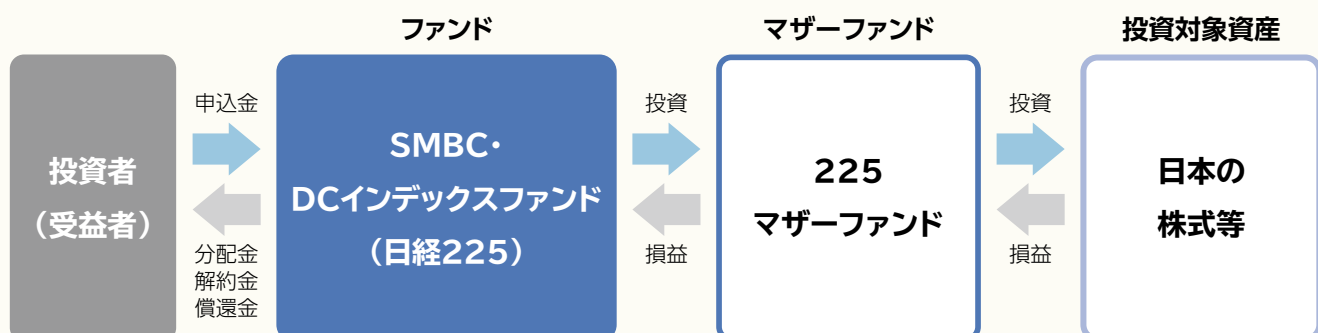 ファンド
マザーファンド
投資対象資産
投資者
（受益者）
申込金
分配金
解約金
償還金
SMBC・
DCインデックスファンド
（日経225）
投資
損益
225
マザーファンド
投資
損益
日本の
株式等